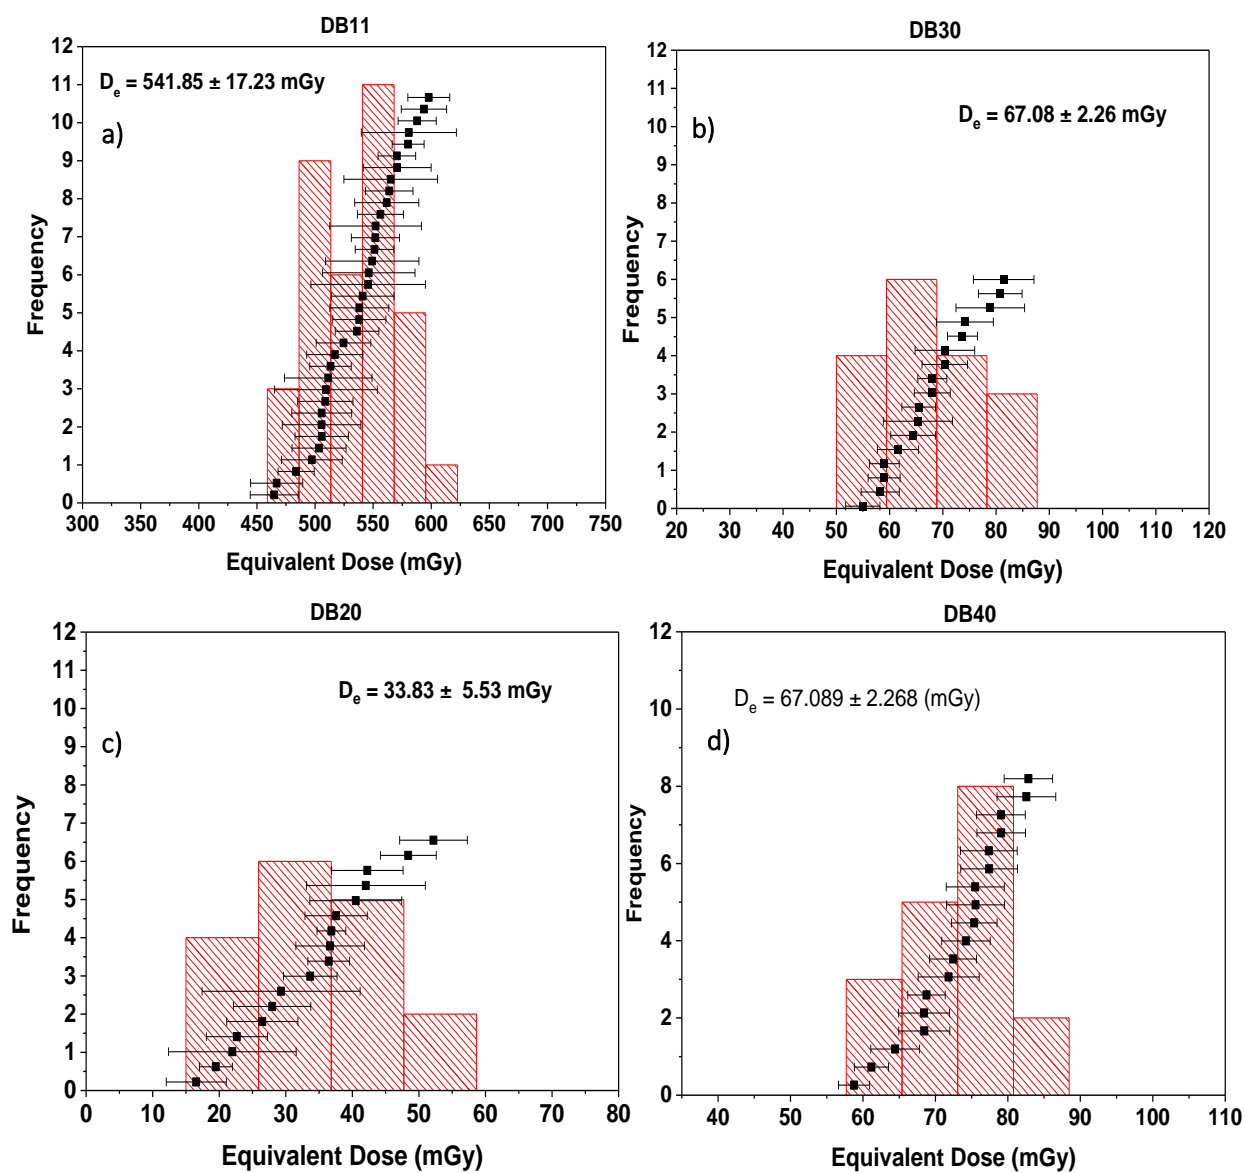 DB11
12
11
10
9
8
7
6
5
4
3
2
1
0
Frequency
D_e = 541.85 ± 17.23 mGy
a)
300 350 400 450 500 550 600 650 700 750
Equivalent Dose (mGy)
DB30
12
11
10
9
8
7
6
5
4
3
2
1
0
Frequency
D_e = 67.08 ± 2.26 mGy
b)
20 30 40 50 60 70 80 90 100 110 120
Equivalent Dose (mGy)
DB20
12
11
10
9
8
7
6
5
4
3
2
1
0
Frequency
D_e = 33.83 ± 5.53 mGy
c)
0 10 20 30 40 50 60 70 80
Equivalent Dose (mGy)
DB40
12
10
8
6
4
2
0
Frequency
D_e = 67.089 ± 2.268 (mGy)
d)
40 50 60 70 80 90 100 110
Equivalent Dose (mGy)